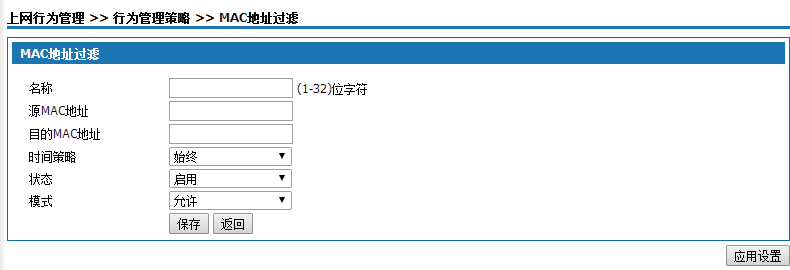 上网行为管理 >> 行为管理策略 >> MAC地址过滤
MAC地址过滤
名称 (1-32)位字符
源MAC地址
目的MAC地址
时间策略 始终
状态 启用
模式 允许
保存 返回
应用设置